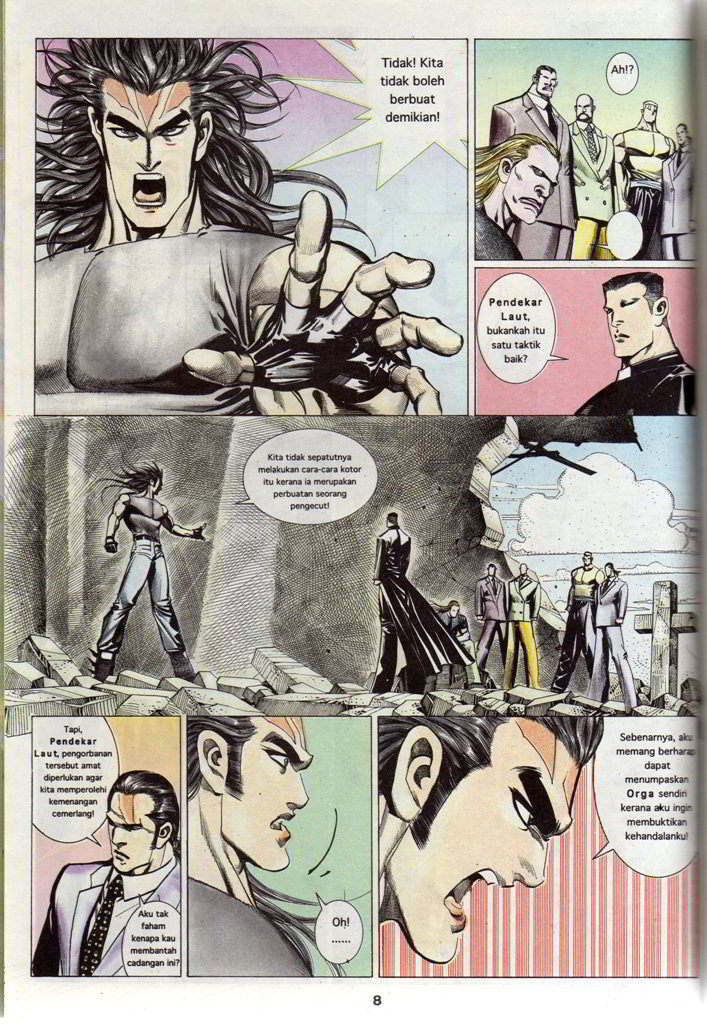 Tidak! Kita
tidak boleh
berbuat
demikian!
Ah!?
Pendekar
Laut,
bukankah itu
satu taktik
baik?
Kita tidak sepatutnya
melakukan cara-cara kotor
itu kerana ia merupakan
perbuatan seorang
pengecut!
Tapi,
Pendekar
Laut, pengorbanan
tersebut amat
diperlukan agar
kita memperolehi
kemenangan
cemerlang!
Aku tak
faham
kenapa kau
membantah
cadangan ini?
Oh!
......
Sebenarnya, aku
memang berharap
dapat
menumpaskan
Orga sendiri
kerana aku ingin
membuktikan
kehandalanku!
8